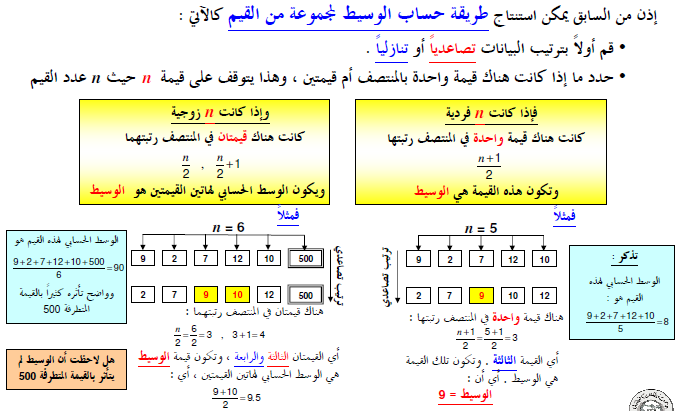 إذن من السابق يمكن استنتاج طريقة حساب الوسيط لمجموعة من القيم كالآتي :
• قم أولاً بترتيب البيانات تصاعدياً أو تنازلياً .
• حدد ما إذا كانت هناك قيمة واحدة بالمنتصف أم قيمتين ، وهذا يتوقف على قيمة n حيث n عدد القيم
فإذا كانت n فردية
كانت هناك قيمة واحدة في المنتصف رتبتها
n+1
2
وتكون هذه القيمة هي الوسيط
وإذا كانت n زوجية
كانت هناك قيمتان في المنتصف رتبتهما
n/2 , n/2 +1
ويكون الوسط الحسابي لهاتين القيمتين هو الوسيط
فمثلاً
n = 5
9 2 7 12 10
ترتيب تصاعدي
2 7 9 10 12
هناك قيمة واحدة في المنتصف رتبتها :
n+1/2 = 5+1/2 = 3
أي القيمة الثالثة . وتكون تلك القيمة
هي الوسيط . أي أن :
الوسيط = 9
تذكر :
الوسط الحسابي لهذه
القيم هو :
9+2+7+12+10/5 = 8
فمثلاً
n = 6
9 2 7 12 10 500
ترتيب تصاعدي
2 7 9 10 12 500
هناك قيمتان في المنتصف رتبتهما :
n/2 = 6/2 = 3 , 3+1 = 4
أي القيمتان الثالثة والرابعة ، وتكون قيمة الوسيط
هي الوسط الحسابي لهاتين القيمتين ، أي :
9+10/2 = 9.5
الوسط الحسابي لهذه القيم هو
9+2+7+12+10+500/6 = 90
وواضح تأثره كثيراً بالقيمة
المتطرفة 500
هل لاحظت أن الوسيط لم
يتأثر بالقيمة المتطرفة 500